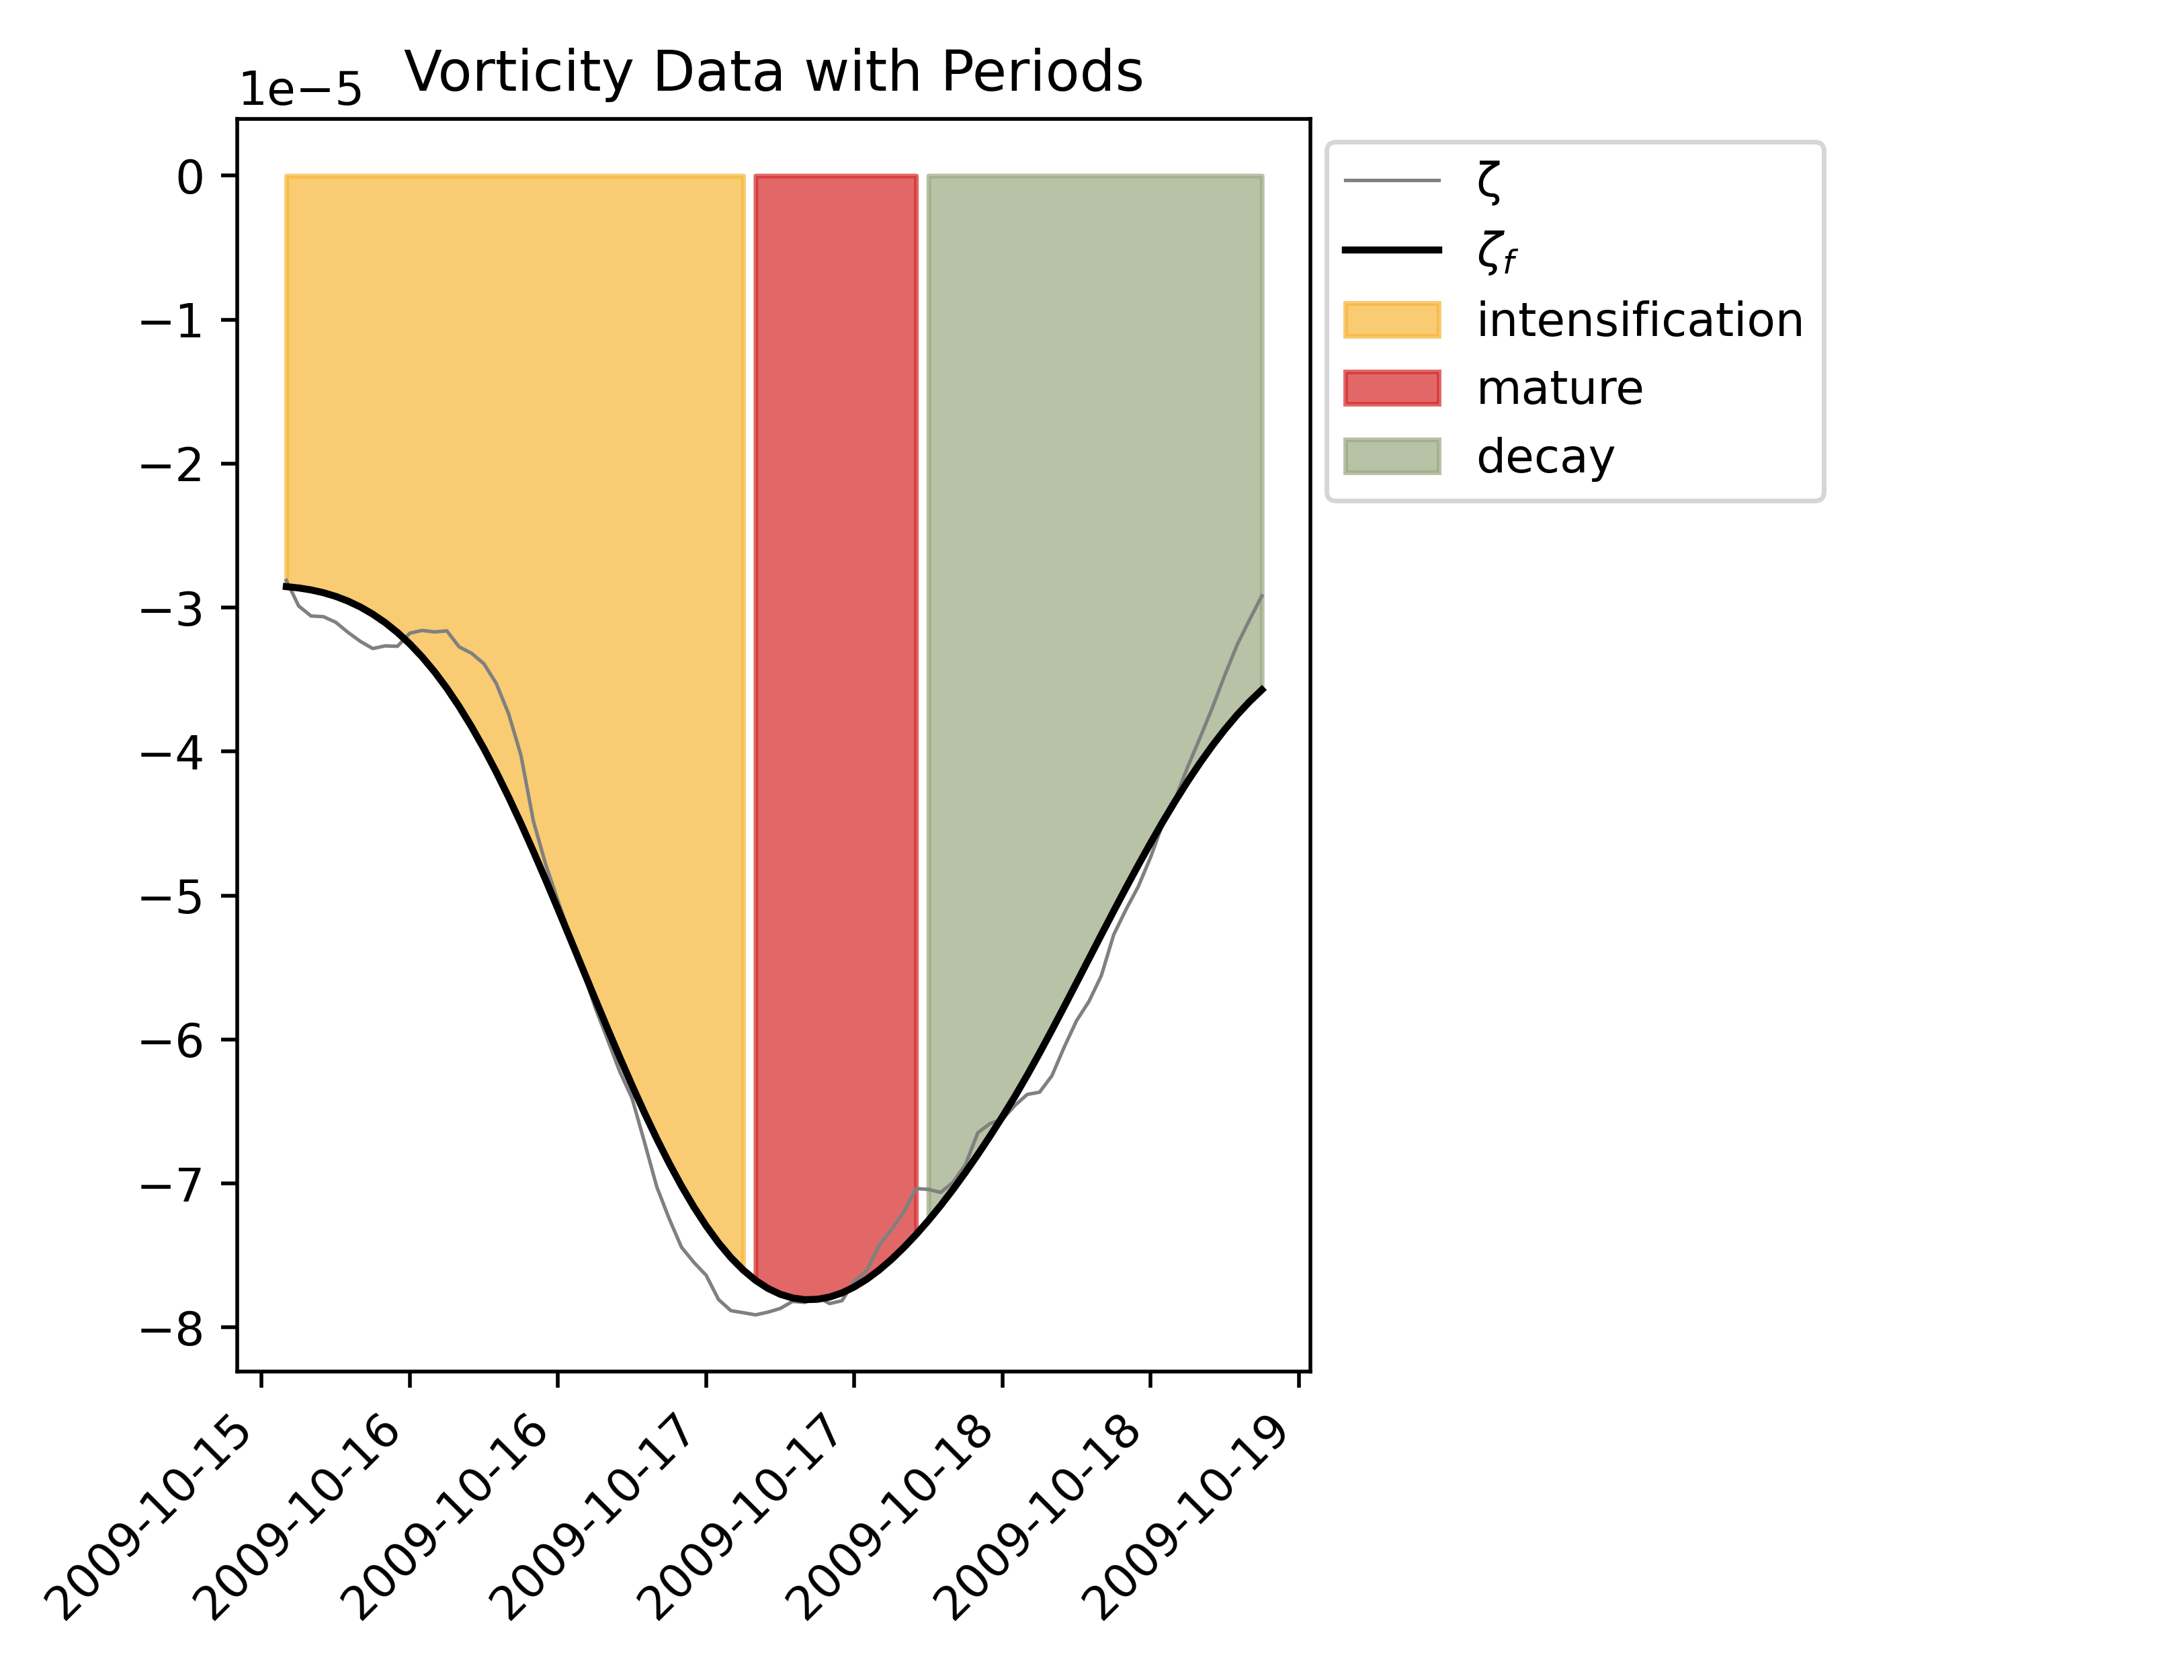 Vorticity Data with Periods
1e−5
0
−1
−2
−3
−4
−5
−6
−7
−8
2009-10-15
2009-10-16
2009-10-16
2009-10-17
2009-10-17
2009-10-18
2009-10-18
2009-10-19
ζ
ζf
intensification
mature
decay